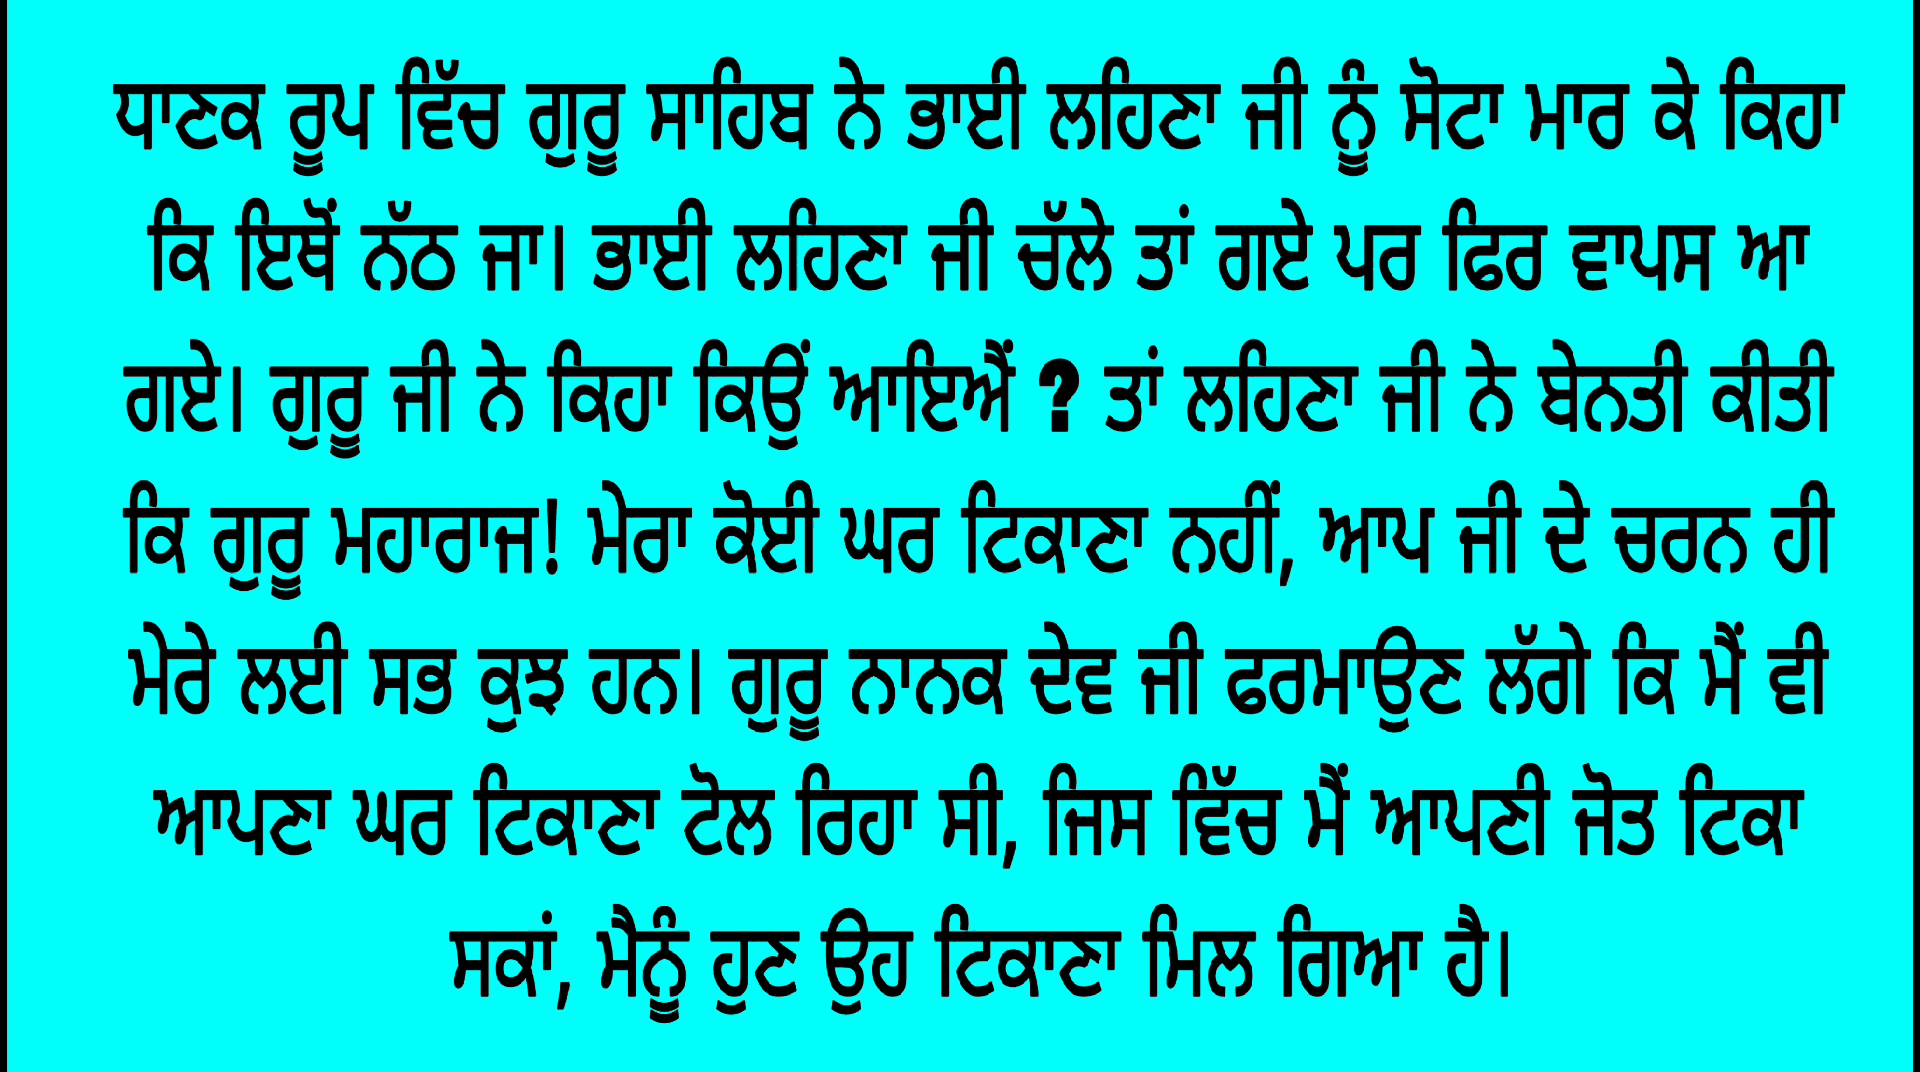 ਧਾਣਕ ਰੂਪ ਵਿੱਚ ਗੁਰੂ ਸਾਹਿਬ ਨੇ ਭਾਈ ਲਹਿਣਾ ਜੀ ਨੂੰ ਸੋਟਾ ਮਾਰ ਕੇ ਕਿਹਾ
ਕਿ ਇਥੋਂ ਨੱਠ ਜਾ। ਭਾਈ ਲਹਿਣਾ ਜੀ ਚੱਲੇ ਤਾਂ ਗਏ ਪਰ ਫਿਰ ਵਾਪਸ ਆ
ਗਏ। ਗੁਰੂ ਜੀ ਨੇ ਕਿਹਾ ਕਿਉਂ ਆਇਐਂ ? ਤਾਂ ਲਹਿਣਾ ਜੀ ਨੇ ਬੇਨਤੀ ਕੀਤੀ
ਕਿ ਗੁਰੂ ਮਹਾਰਾਜ! ਮੇਰਾ ਕੋਈ ਘਰ ਟਿਕਾਣਾ ਨਹੀਂ, ਆਪ ਜੀ ਦੇ ਚਰਨ ਹੀ
ਮੇਰੇ ਲਈ ਸਭ ਕੁਝ ਹਨ। ਗੁਰੂ ਨਾਨਕ ਦੇਵ ਜੀ ਫਰਮਾਉਣ ਲੱਗੇ ਕਿ ਮੈਂ ਵੀ
ਆਪਣਾ ਘਰ ਟਿਕਾਣਾ ਟੋਲ ਰਿਹਾ ਸੀ, ਜਿਸ ਵਿੱਚ ਮੈਂ ਆਪਣੀ ਜੋਤ ਟਿਕਾ
ਸਕਾਂ, ਮੈਨੂੰ ਹੁਣ ਉਹ ਟਿਕਾਣਾ ਮਿਲ ਗਿਆ ਹੈ।